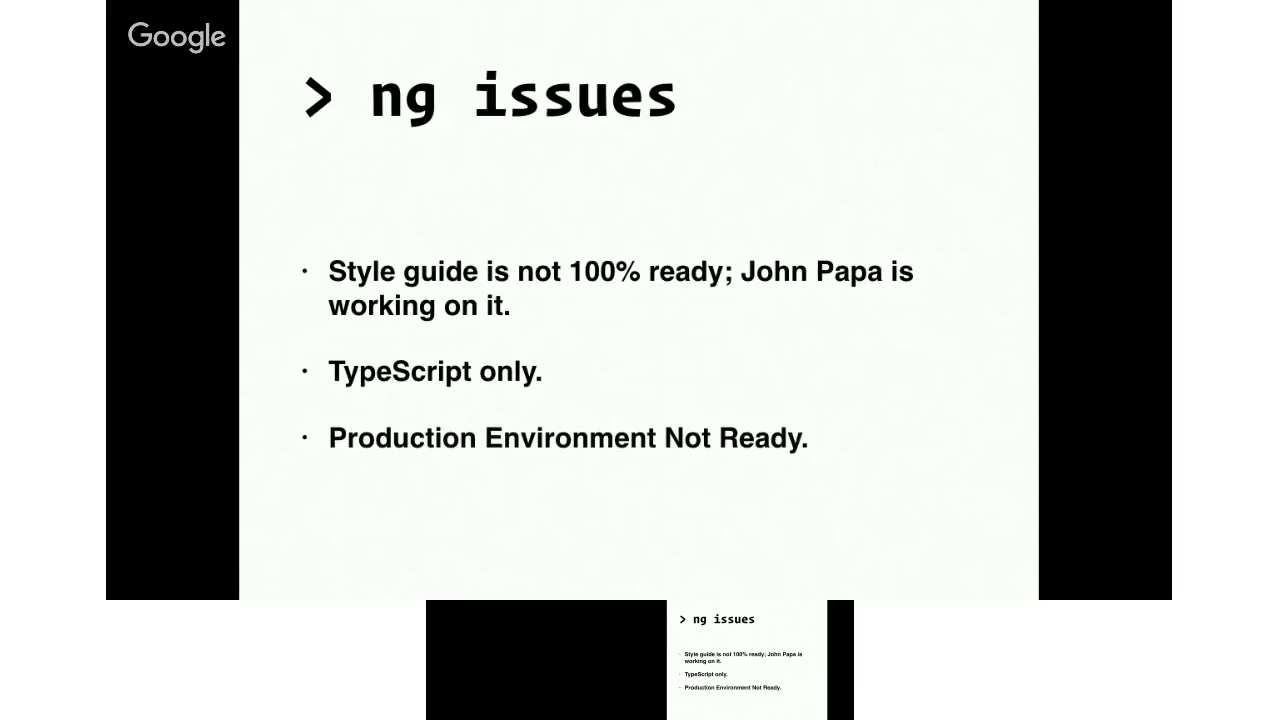 Google
> ng issues
· Style guide is not 100% ready; John Papa is
working on it.
· TypeScript only.
· Production Environment Not Ready.
> ng issues
· Style guide is not 100% ready; John Papa is
working on it.
· TypeScript only.
· Production Environment Not Ready.